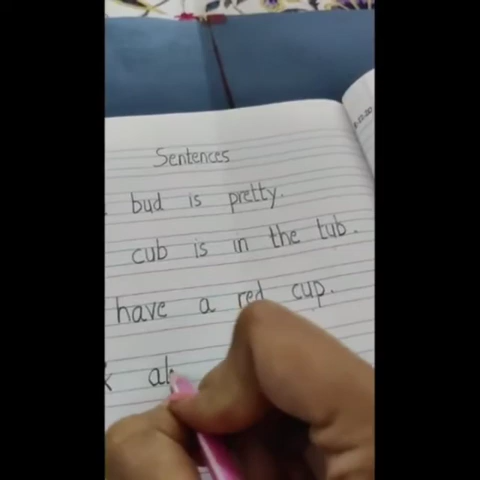 Sentences
bud is pretty.
cub is in the tub.
have a red cup.